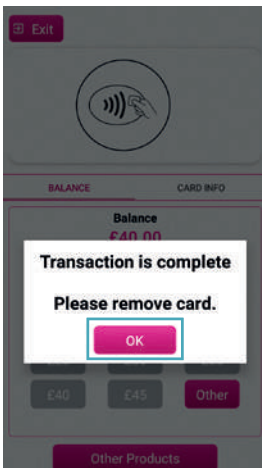 Exit
BALANCE CARD INFO
Balance
£40.00
Transaction is complete
Please remove card.
OK
£40 £45 Other
Other Products